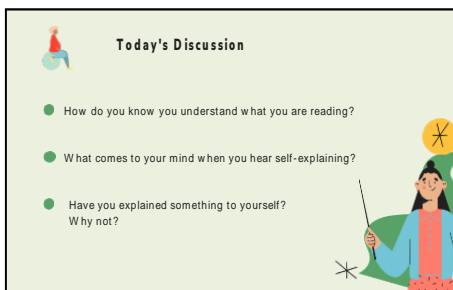 Today's Discussion
How do you know you understand what you are reading?
What comes to your mind when you hear self-explaining?
Have you explained something to yourself?
Why not?